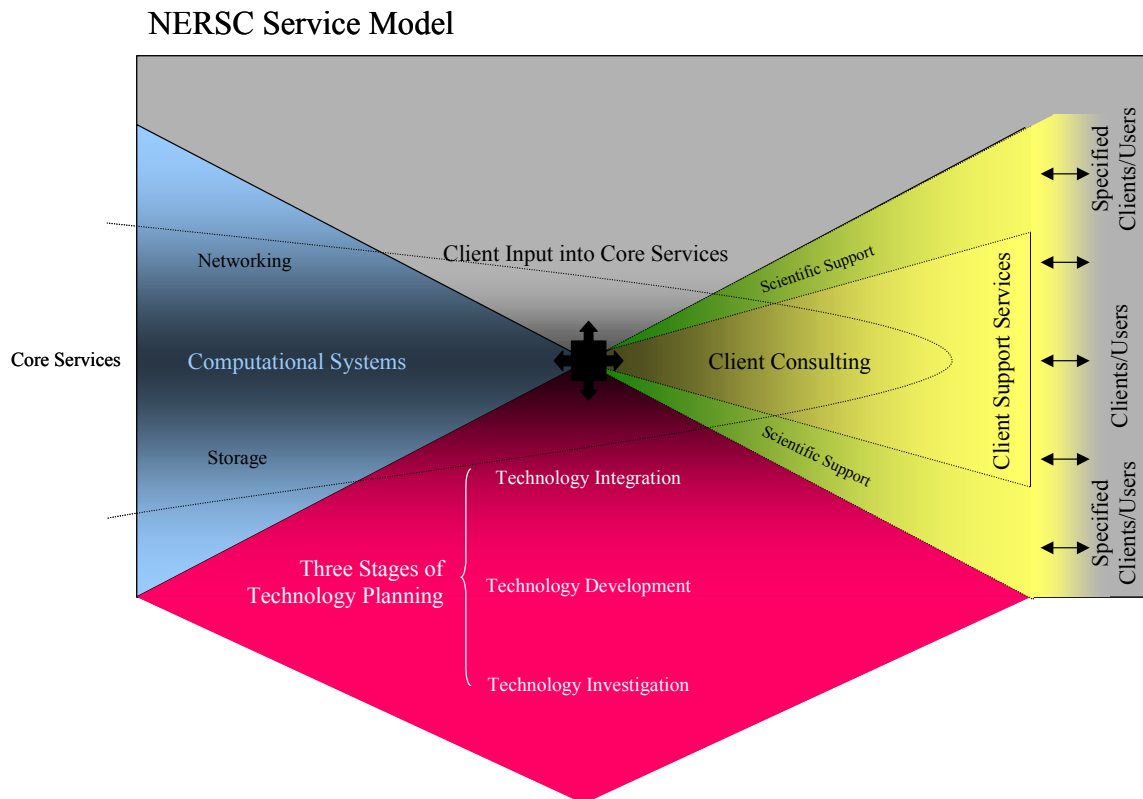 NERSC Service Model
Specified
Clients/Users
Client Input into Core Services
Networking
Scientific Support
Core Services
Computational Systems
Client Consulting
Client Support Services
Clients/Users
Storage
Scientific Support
Technology Integration
Three Stages of
Technology Planning
Technology Development
Technology Investigation
Specified
Clients/Users